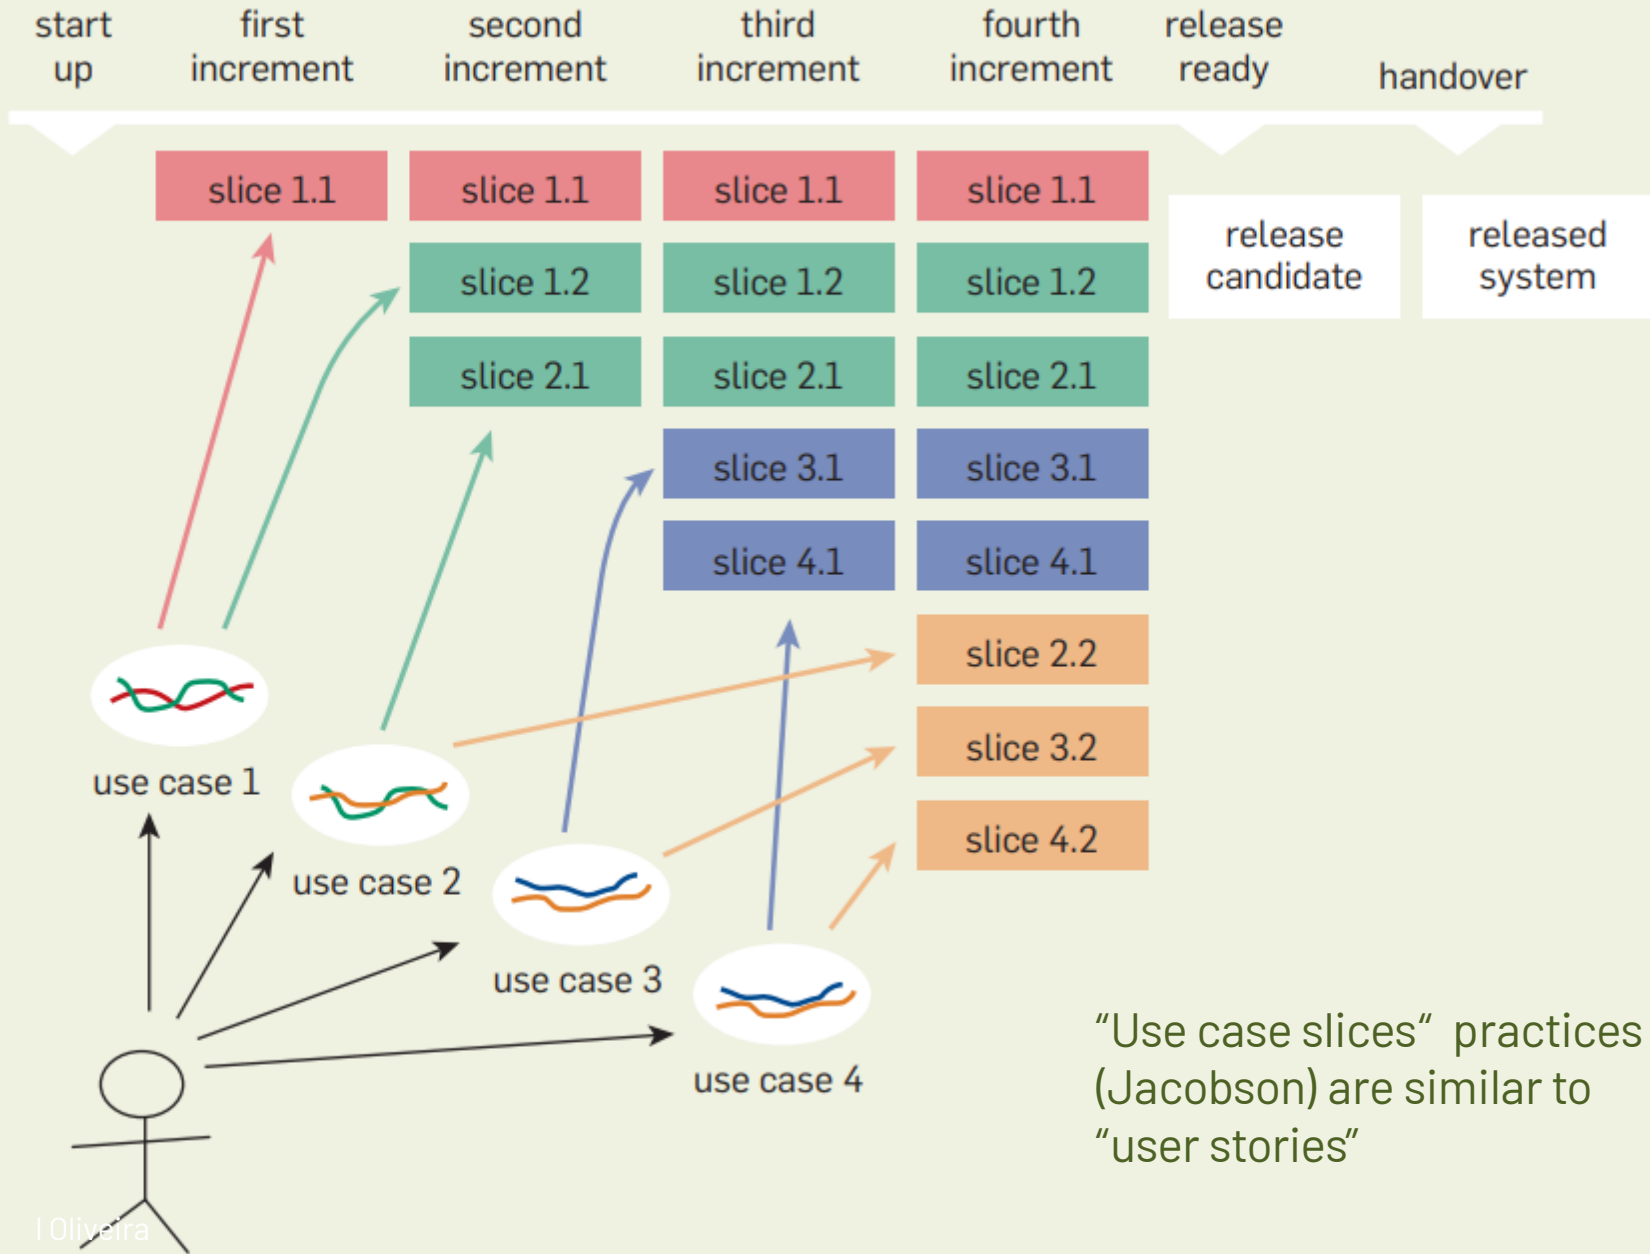 start
up
first
increment
second
increment
third
increment
fourth
increment
release
ready
handover
slice 1.1
slice 1.1
slice 1.1
slice 1.1
release
candidate
released
system
slice 1.2
slice 1.2
slice 1.2
slice 2.1
slice 2.1
slice 2.1
slice 3.1
slice 3.1
slice 4.1
slice 4.1
slice 2.2
slice 3.2
slice 4.2
use case 1
use case 2
use case 3
use case 4
“Use case slices“ practices
(Jacobson) are similar to
“user stories”
I Oliveira